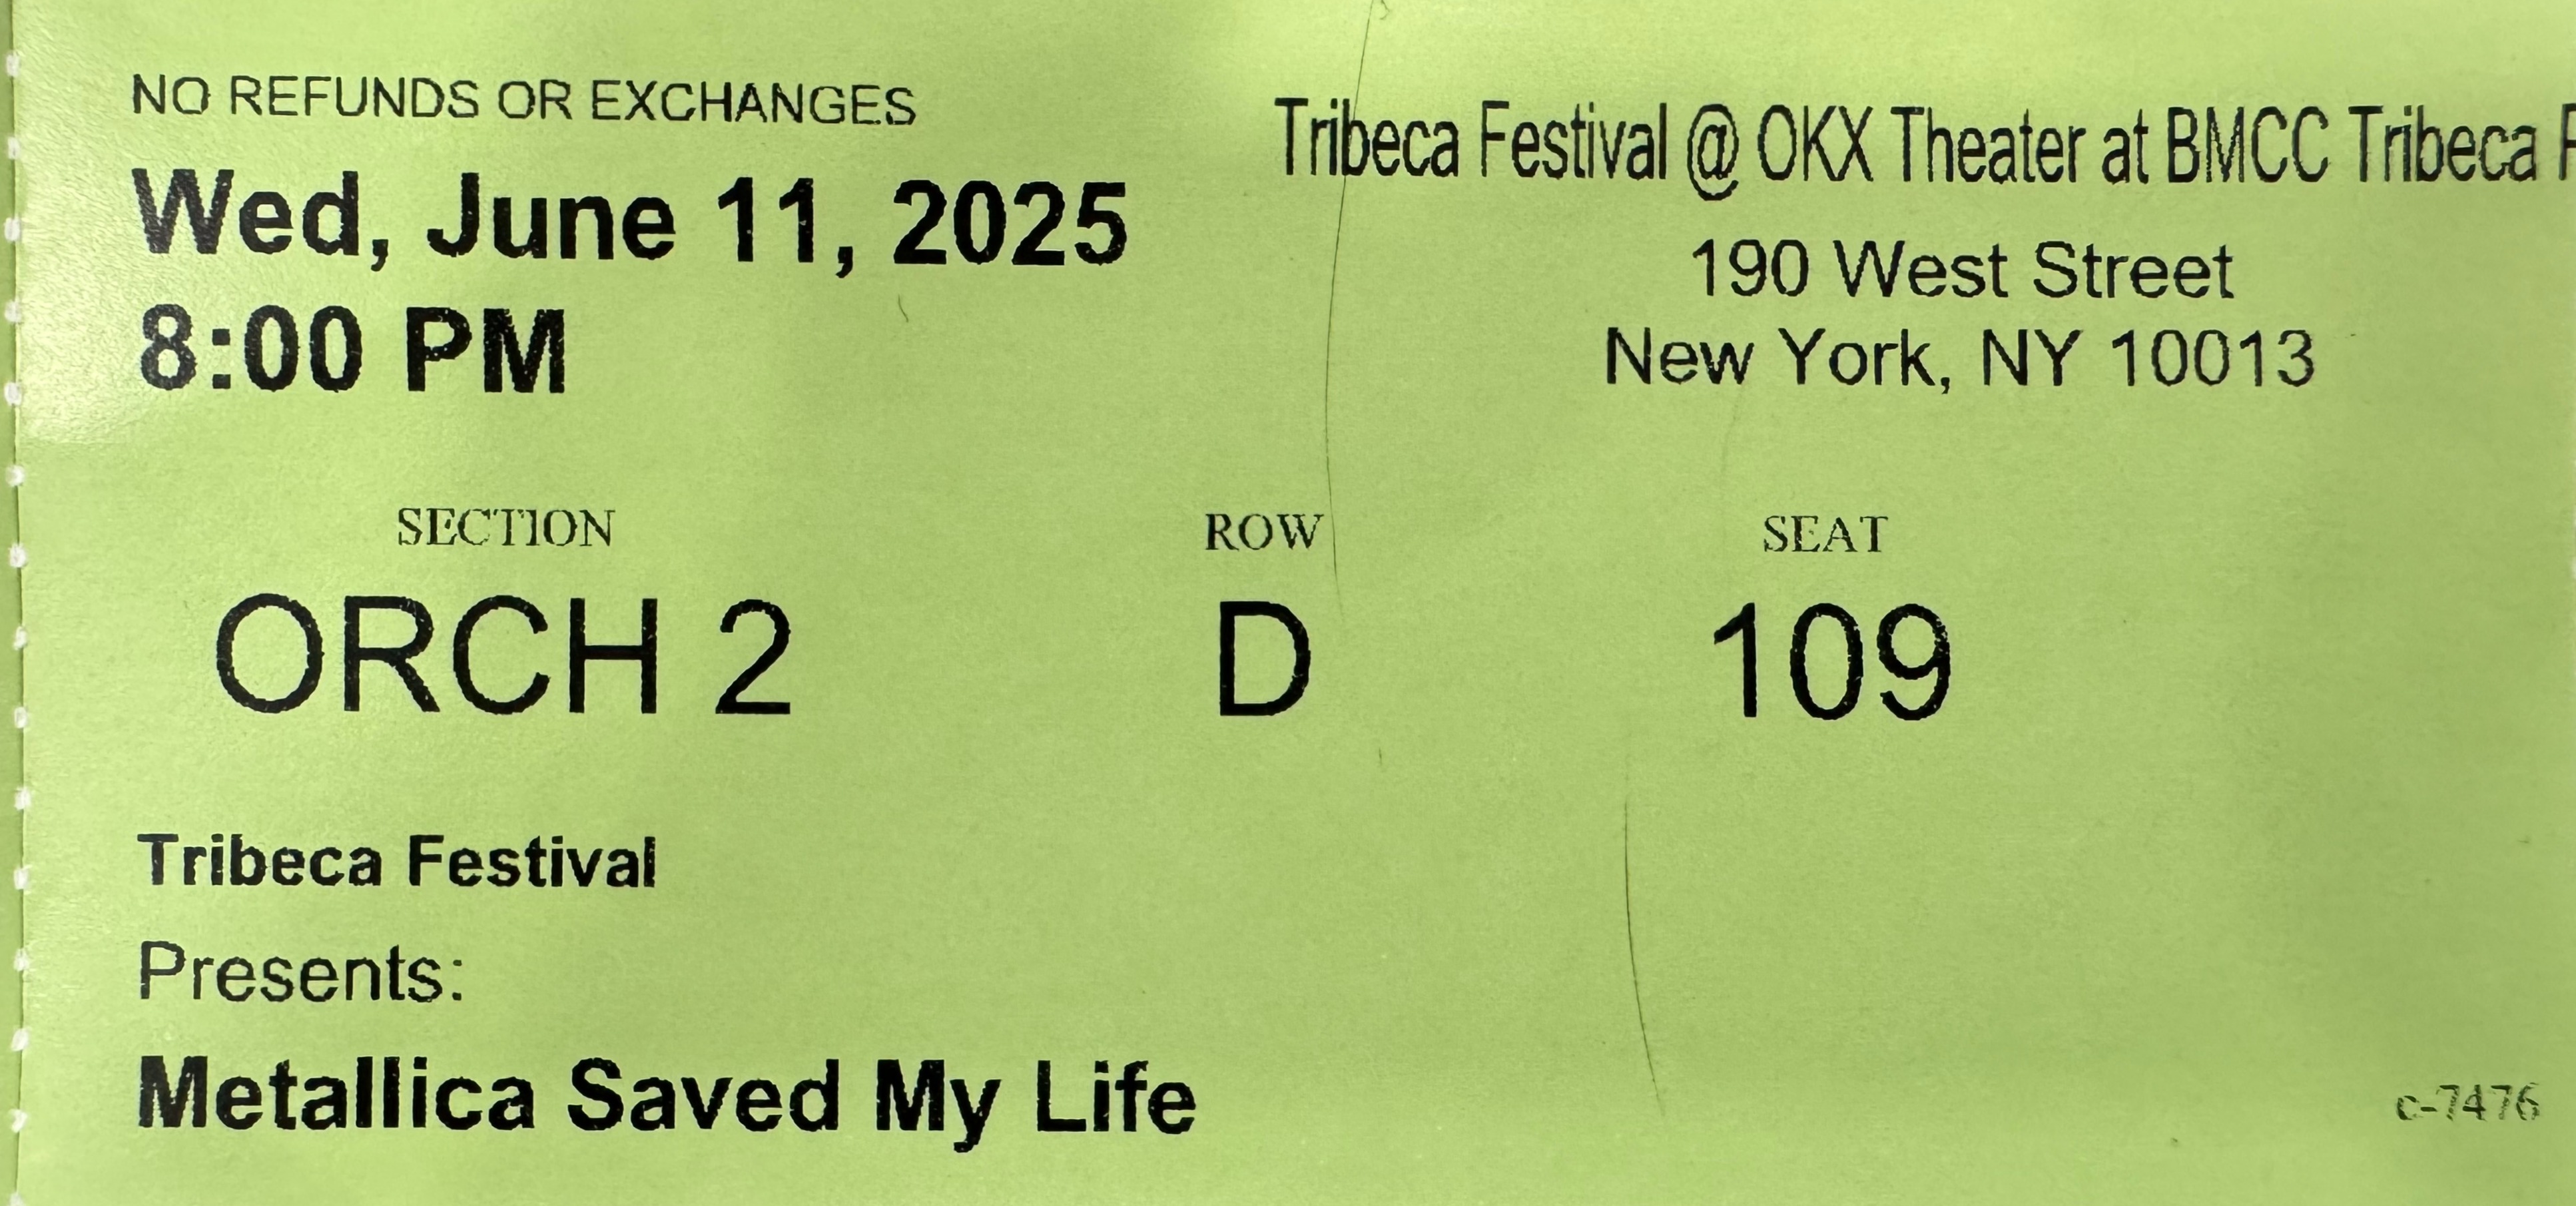 NO REFUNDS OR EXCHANGES
Wed, June 11, 2025
8:00 PM
Tribeca Festival @ OKX Theater at BMCC Tribeca
190 West Street
New York, NY 10013
SECTION ROW SEAT
ORCH 2 D 109
Tribeca Festival
Presents:
Metallica Saved My Life
c-7476